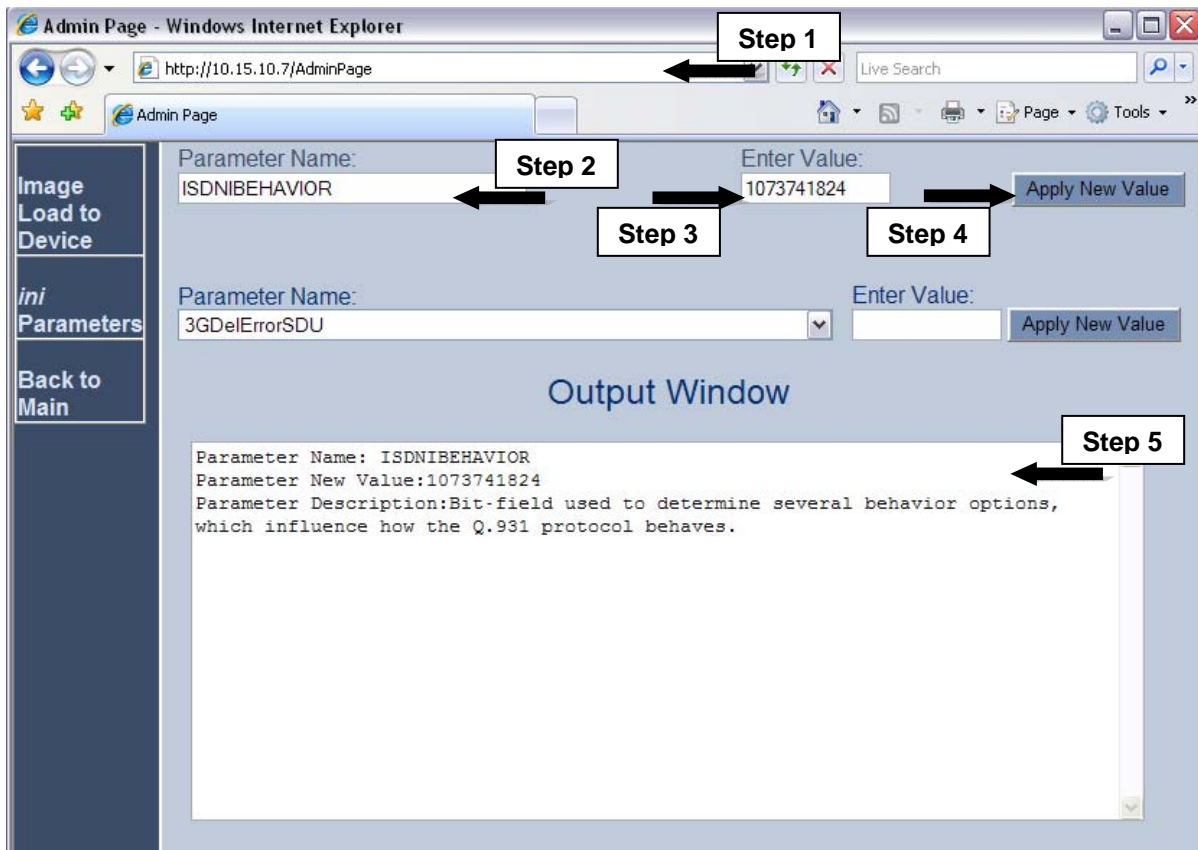 Admin Page - Windows Internet Explorer
Step 1
http://10.15.10.7/AdminPage
Live Search
Admin Page
Page
Tools
»
Image
Load to
Device
ini
Parameters
Back to
Main
Parameter Name:
Step 2
Enter Value:
ISDNIBEHAVIOR
1073741824
Apply New Value
Step 3
Step 4
Parameter Name:
Enter Value:
3GDelErrorSDU
Apply New Value
Output Window
Step 5
Parameter Name: ISDNIBEHAVIOR
Parameter New Value:1073741824
Parameter Description:Bit-field used to determine several behavior options,
which influence how the Q.931 protocol behaves.